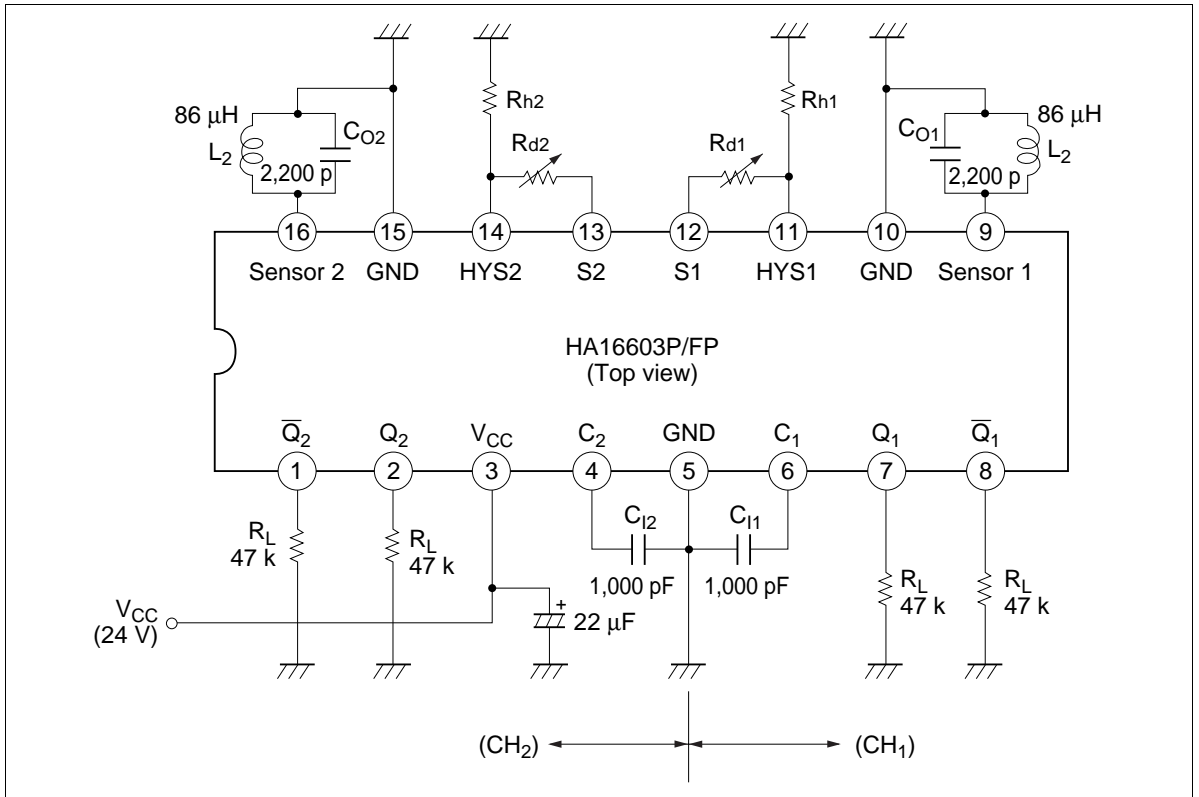 86 μH
L2
CO2
2,200 p
Rh2
Rd2
Rd1
Rh1
CO1
2,200 p
86 μH
L2
16
15
14
13
12
11
10
9
Sensor 2
GND
HYS2
S2
S1
HYS1
GND
Sensor 1
HA16603P/FP
(Top view)
Q̅2
Q2
VCC
C2
GND
C1
Q1
Q̅1
1
2
3
4
5
6
7
8
RL
47 k
RL
47 k
CI2
1,000 pF
CI1
1,000 pF
RL
47 k
RL
47 k
VCC
(24 V)
+
22 μF
(CH2)
(CH1)